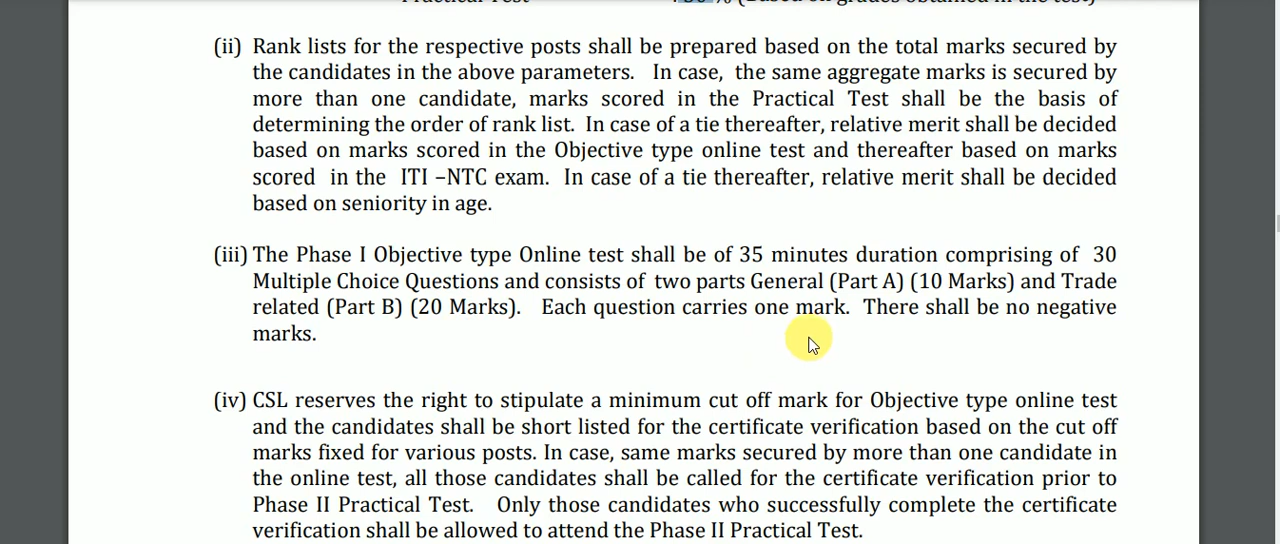 (ii) Rank lists for the respective posts shall be prepared based on the total marks secured by
the candidates in the above parameters. In case, the same aggregate marks is secured by
more than one candidate, marks scored in the Practical Test shall be the basis of
determining the order of rank list. In case of a tie thereafter, relative merit shall be decided
based on marks scored in the Objective type online test and thereafter based on marks
scored in the ITI –NTC exam. In case of a tie thereafter, relative merit shall be decided
based on seniority in age.
(iii) The Phase I Objective type Online test shall be of 35 minutes duration comprising of 30
Multiple Choice Questions and consists of two parts General (Part A) (10 Marks) and Trade
related (Part B) (20 Marks). Each question carries one mark. There shall be no negative
marks.
(iv) CSL reserves the right to stipulate a minimum cut off mark for Objective type online test
and the candidates shall be short listed for the certificate verification based on the cut off
marks fixed for various posts. In case, same marks secured by more than one candidate in
the online test, all those candidates shall be called for the certificate verification prior to
Phase II Practical Test. Only those candidates who successfully complete the certificate
verification shall be allowed to attend the Phase II Practical Test.